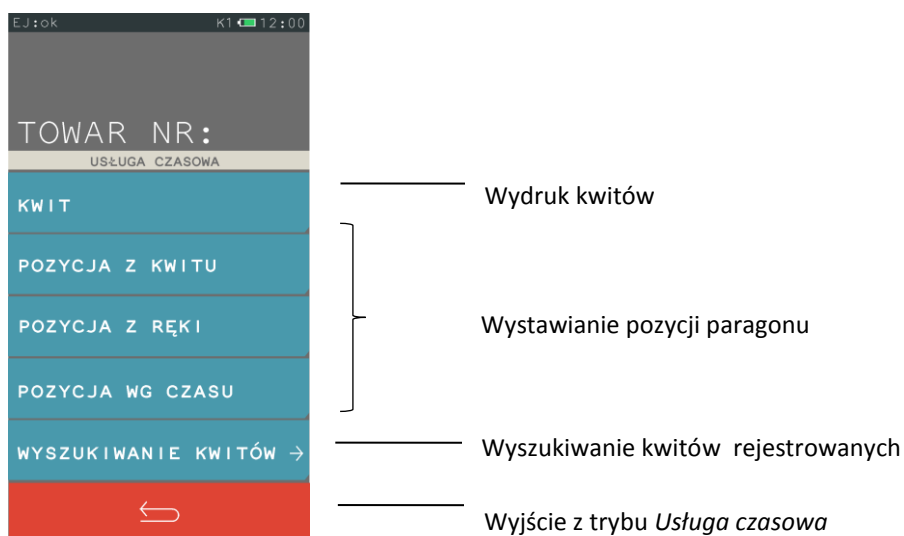 EJ:ok K1 12:00
TOWAR NR:
USŁUGA CZASOWA
KWIT
Wydruk kwitów
POZYCJA Z KWITU
POZYCJA Z RĘKI
Wystawianie pozycji paragonu
POZYCJA WG CZASU
WYSZUKIWANIE KWITÓW →
Wyszukiwanie kwitów rejestrowanych
Wyjście z trybu Usługa czasowa